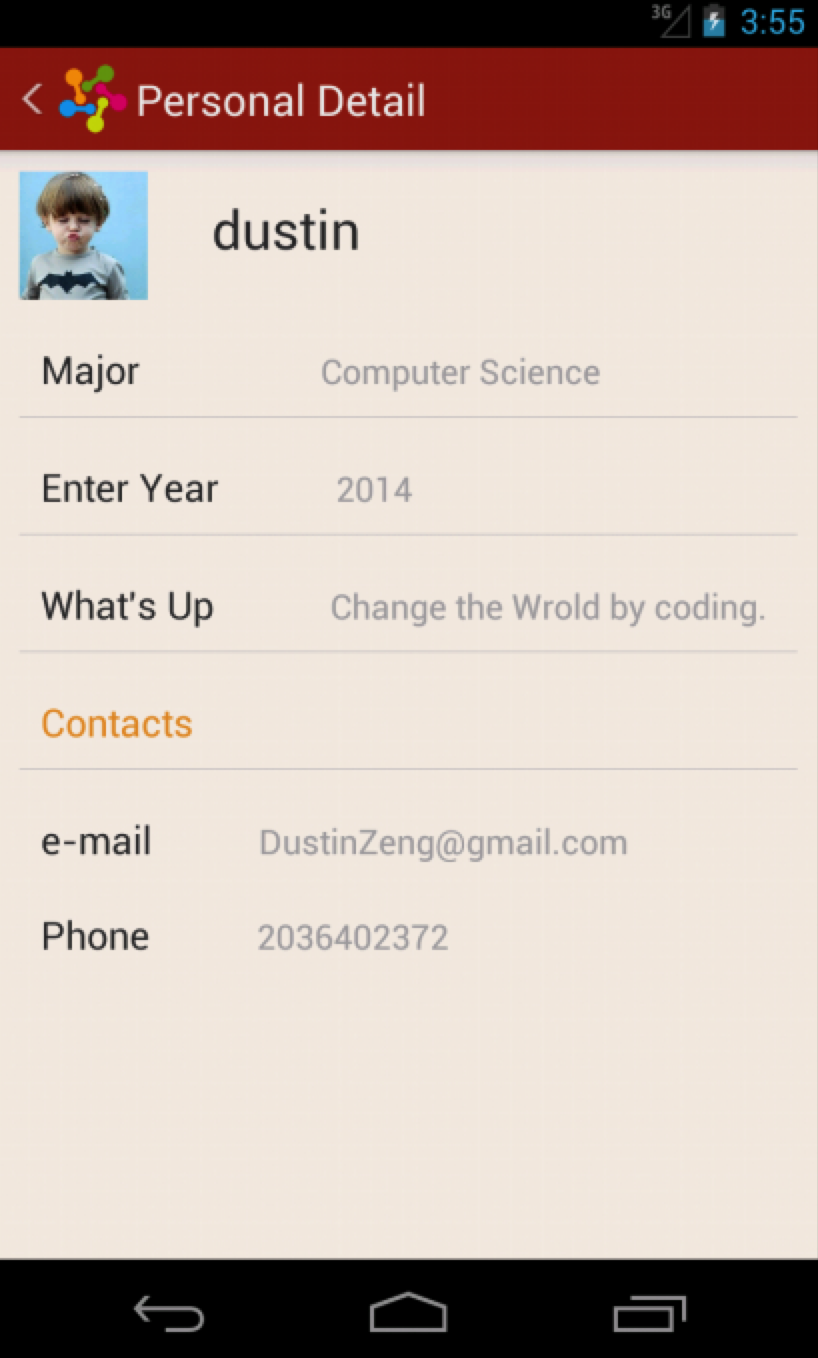 3G 3:55
Personal Detail
dustin
Major Computer Science
Enter Year 2014
What's Up Change the Wrold by coding.
Contacts
e-mail DustinZeng@gmail.com
Phone 2036402372